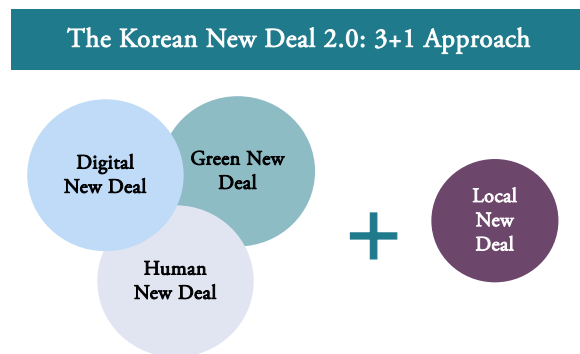 The Korean New Deal 2.0: 3+1 Approach
Digital
New Deal
Green New
Deal
Human
New Deal
+
Local
New
Deal